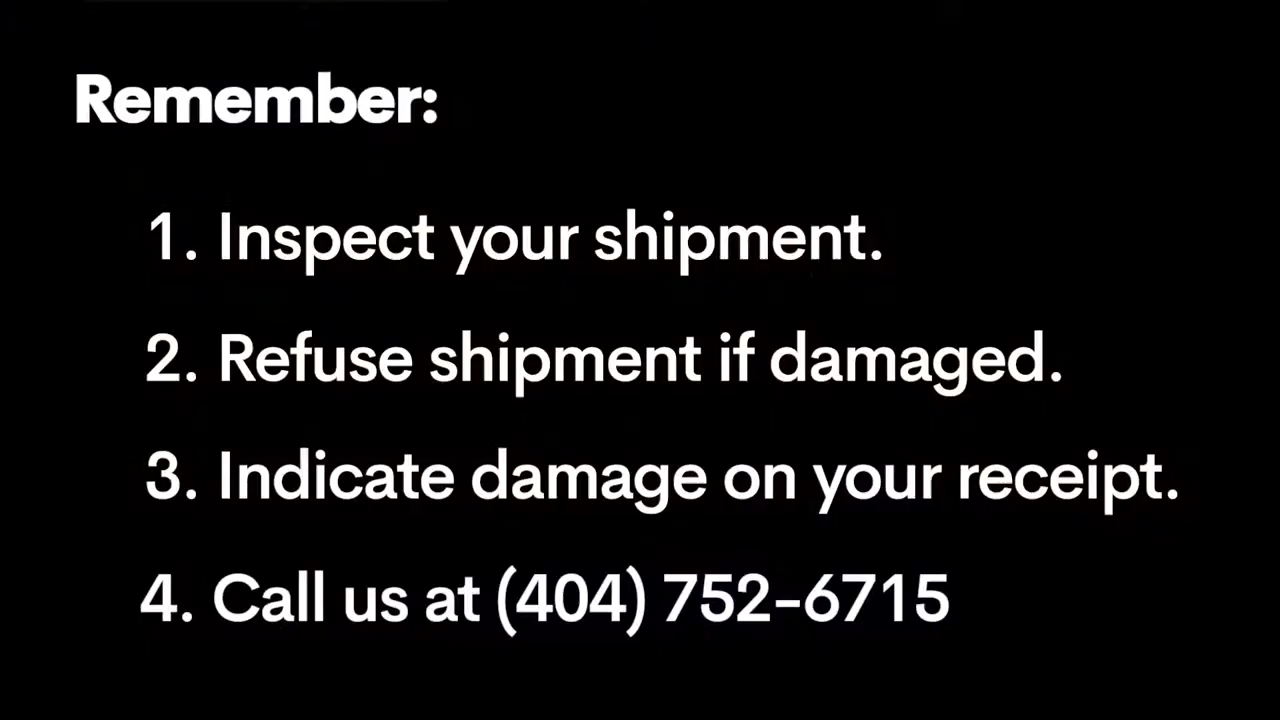 Remember:
1. Inspect your shipment.
2. Refuse shipment if damaged.
3. Indicate damage on your receipt.
4. Call us at (404) 752-6715